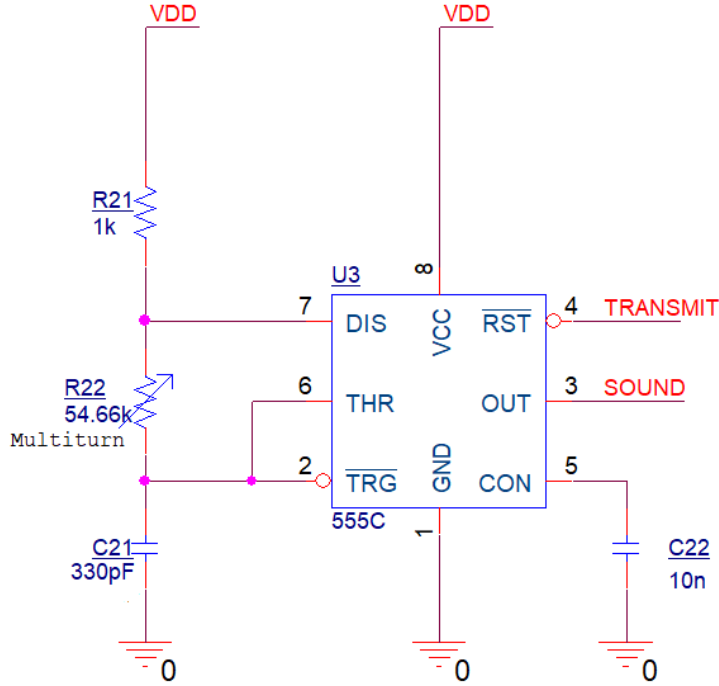 VDD
VDD
R21
1k
U3
8
7
DIS
VCC
RST
4
TRANSMIT
R22
54.66k
Multiturn
6
THR
OUT
3
SOUND
2
TRG
GND
CON
5
555C
1
C21
330pF
C22
10n
0
0
0